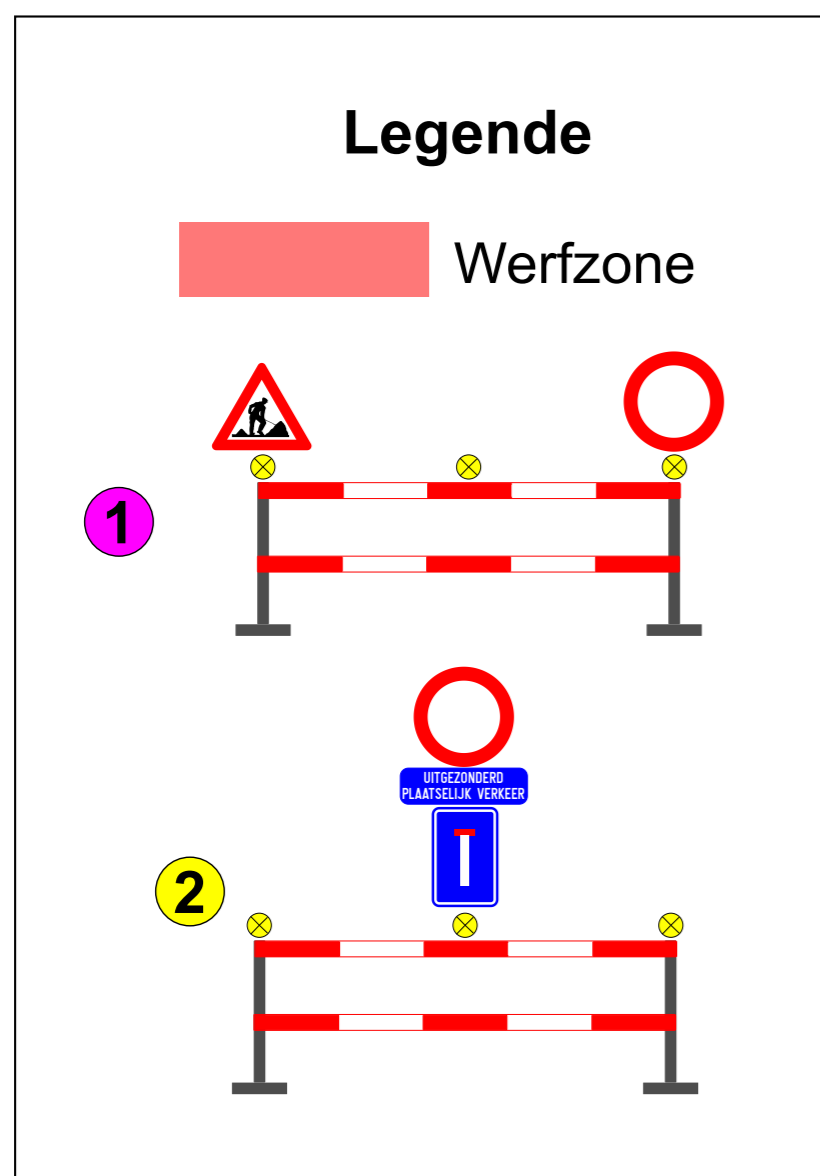 Legende
Werfzone
1
UITGEZONDERD
PLAATSELIJK VERKEER
2